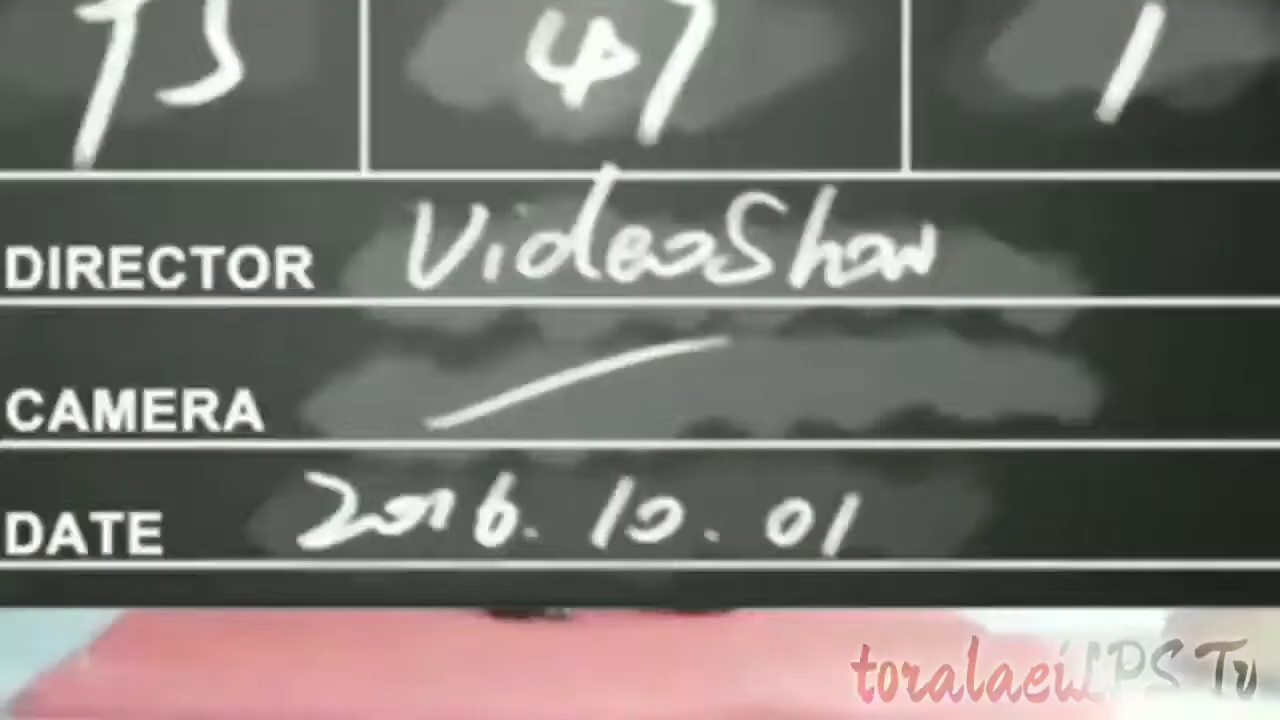 47 1
DIRECTOR VideoShow
CAMERA
DATE 2016.10.01
toralaeiLPS Tv